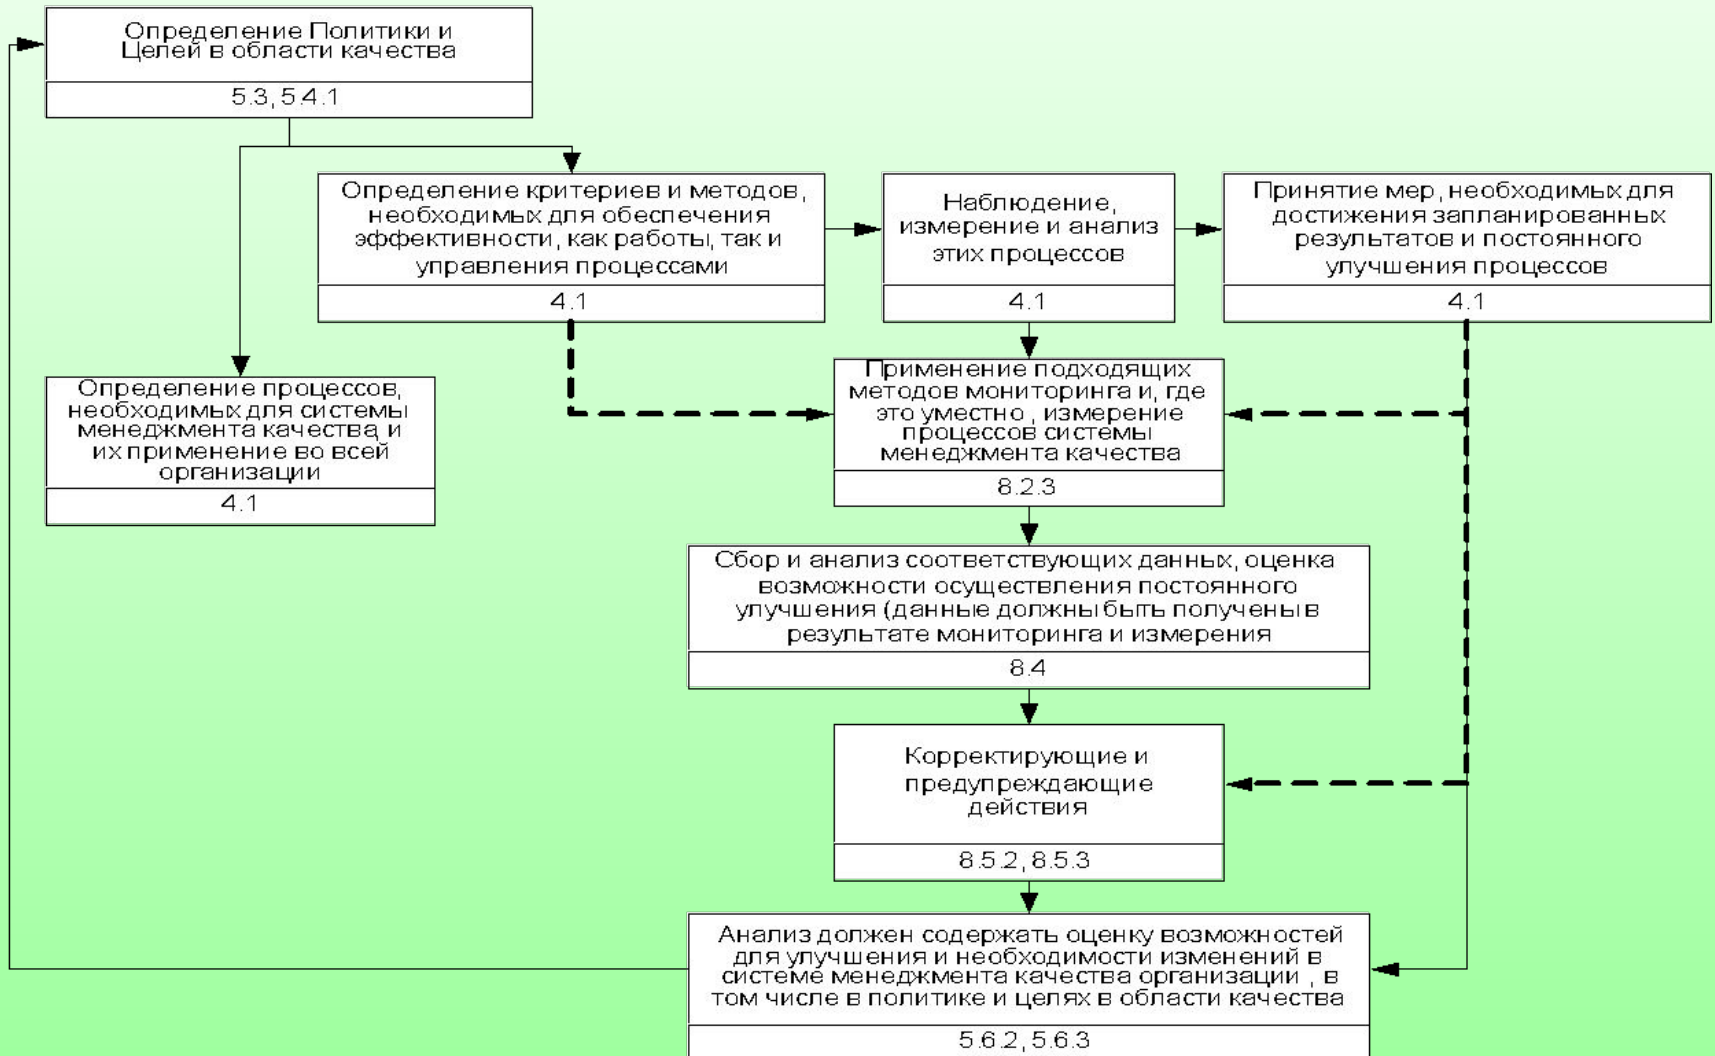 Определение Политики и
Целей в области качества
5.3, 5.4.1
Определение критериев и методов,
необходимых для обеспечения
эффективности, как работы, так и
управления процессами
4.1
Наблюдение,
измерение и анализ
этих процессов
4.1
Принятие мер, необходимых для
достижения запланированных
результатов и постоянного
улучшения процессов
4.1
Определение процессов,
необходимых для системы
менеджмента качества, и
их применение во всей
организации
4.1
Применение подходящих
методов мониторинга и, где
это уместно , измерение
процессов системы
менеджмента качества
8.2.3
Сбор и анализ соответствующих данных, оценка
возможности осуществления постоянного
улучшения (данные должны быть получены в
результате мониторинга и измерения
8.4
Корректирующие и
предупреждающие
действия
8.5.2, 8.5.3
Анализ должен содержать оценку возможностей
для улучшения и необходимости изменений в
системе менеджмента качества организации , в
том числе в политике и целях в области качества
5.6.2, 5.6.3